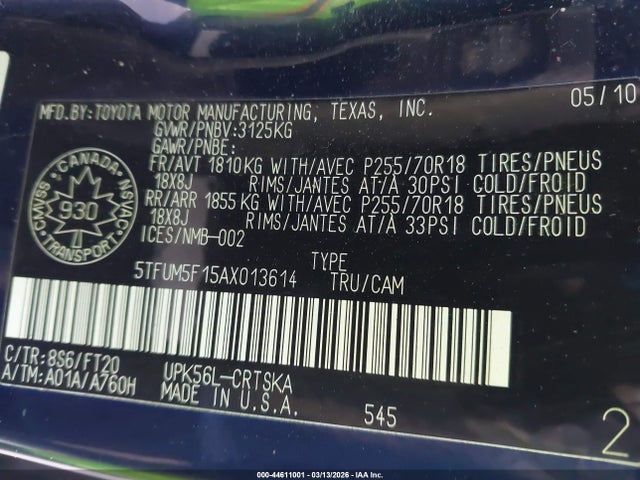 MFD.BY:TOYOTA MOTOR MANUFACTURING, TEXAS, INC. 05/10
GVWR/PNBV:3125KG
GAWR/PNBE:
FR/AVT 1810KG WITH/AVEC P255/70R18 TIRES/PNEUS
18X8J RIMS/JANTES AT/A 30PSI COLD/FROID
RR/ARR 1855KG WITH/AVEC P255/70R18 TIRES/PNEUS
18X8J RIMS/JANTES AT/A 33PSI COLD/FROID
ICES/NMB-002
CANADA
CMVSS
NSVAC
930
TRANSPORT
TYPE
5TFUM5F15AX013614 TRU/CAM
C/TR:8S6/FT20
A/TM:A01A/A760H
UPK56L-CRTSKA
MADE IN U.S.A.
545
2
000-44611001 - 03/13/2026 - IAA Inc.